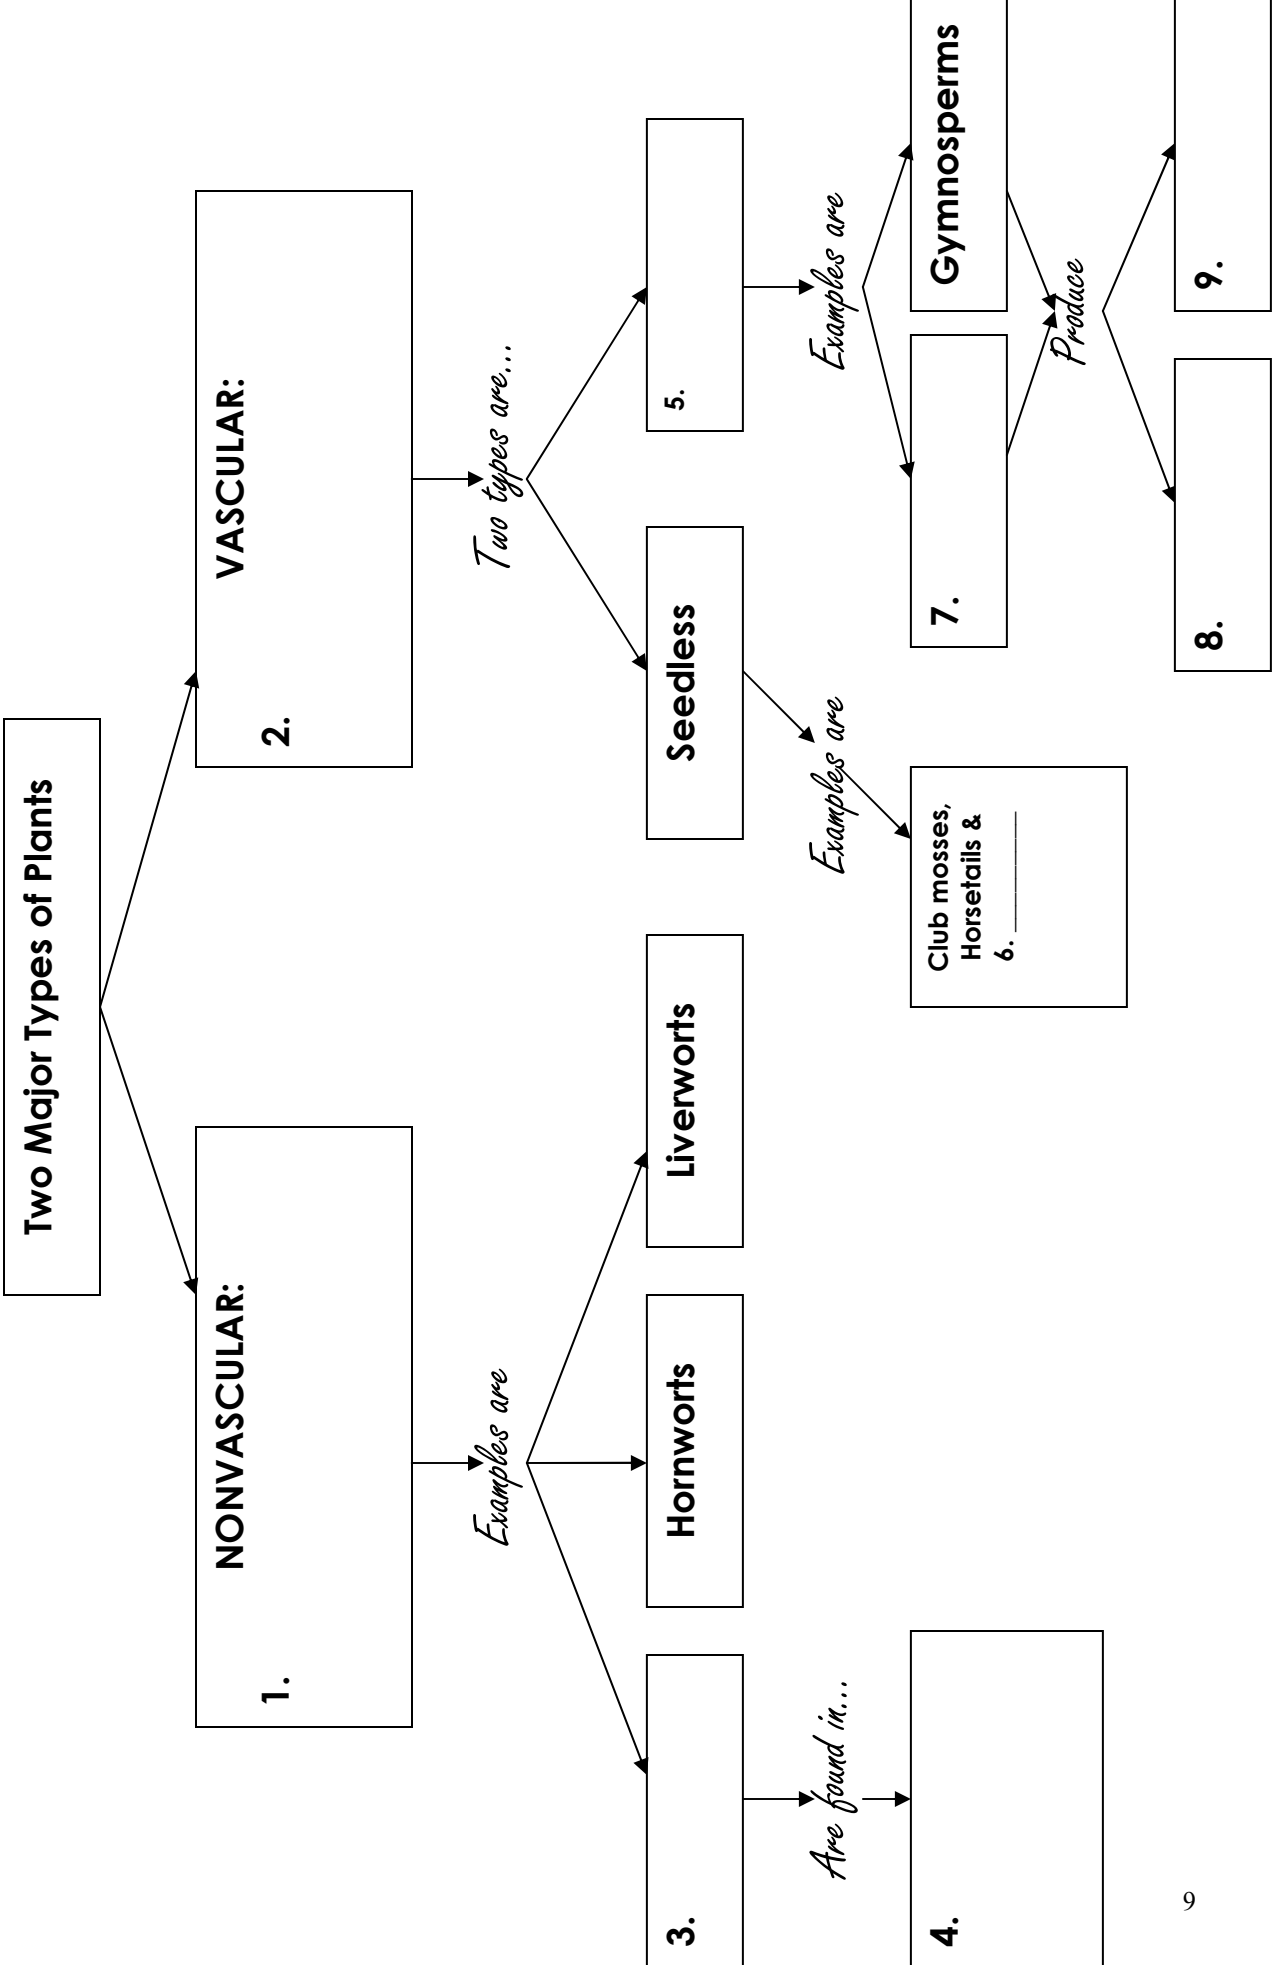 Two Major Types of Plants
NONVASCULAR:
1.
VASCULAR:
2.
Examples are
Two types are...
3.
Hornworts
Liverworts
Seedless
5.
Are found in...
Examples are
Examples are
4.
Club mosses,
Horsetails &
6. __________
7.
Gymnosperms
Produce
8.
9.
9